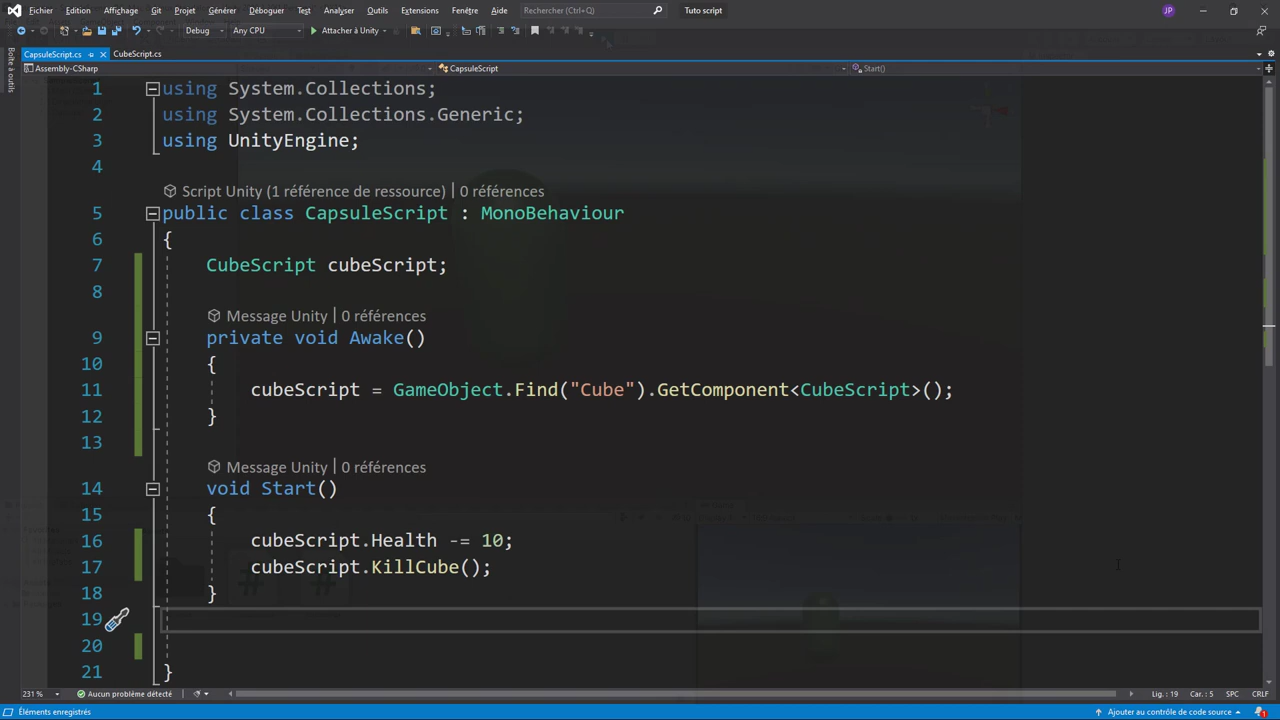 Fichier Edition Affichage Git Projet Générer Déboguer Test Analyser Outils Extensions Fenêtre Aide Rechercher (Ctrl+Q) Tuto script JP
Debug Any CPU Attacher à Unity
CapsuleScript.cs CubeScript.cs
Boîte à outils
Assembly-CSharp CapsuleScript Start()
1 using System.Collections;
2 using System.Collections.Generic;
3 using UnityEngine;
4
Script Unity (1 référence de ressource) | 0 références
5 public class CapsuleScript : MonoBehaviour
6 {
7 CubeScript cubeScript;
8
Message Unity | 0 références
9 private void Awake()
10 {
11 cubeScript = GameObject.Find("Cube").GetComponent<CubeScript>();
12 }
13
Message Unity | 0 références
14 void Start()
15 {
16 cubeScript.Health -= 10;
17 cubeScript.KillCube();
18 }
19
20
21 }
231 % Aucun problème détecté Lig. : 19 Car. : 5 SPC CRLF
Éléments enregistrés Ajouter au contrôle de code source 1